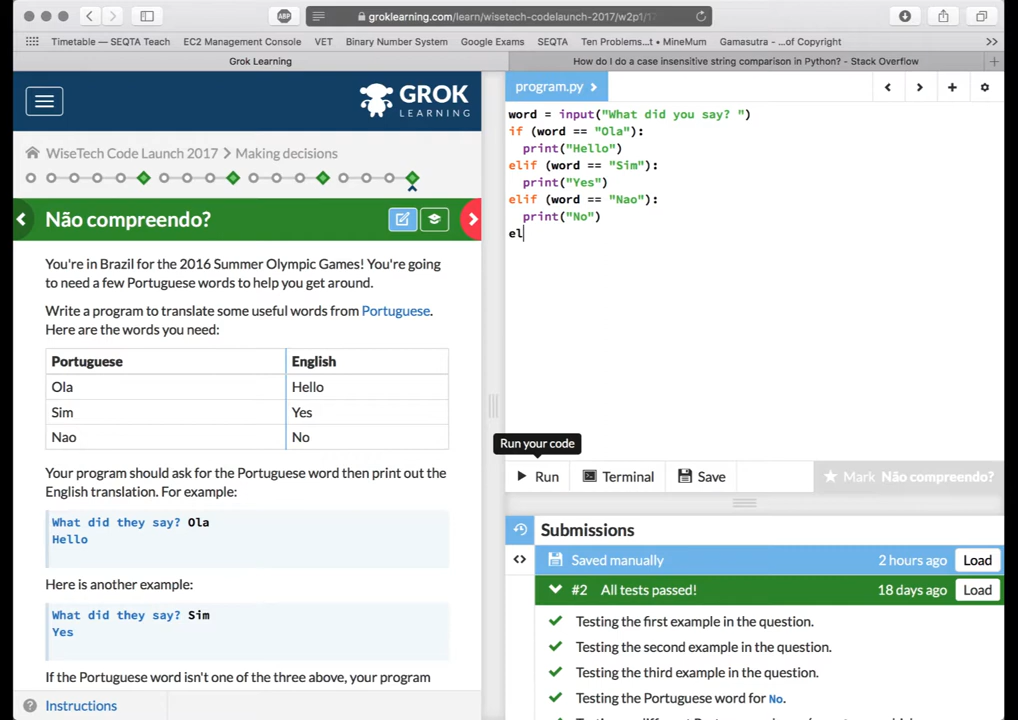 ABP
groklearning.com/learn/wisetech-codelaunch-2017/w2p1/1
Timetable — SEQTA Teach EC2 Management Console VET Binary Number System Google Exams SEQTA Ten Problems…t • MineMum Gamasutra - …of Copyright
Grok Learning How do I do a case insensitive string comparison in Python? - Stack Overflow
GROK
LEARNING
WiseTech Code Launch 2017 > Making decisions
Não compreendo?
You're in Brazil for the 2016 Summer Olympic Games! You're going
to need a few Portuguese words to help you get around.
Write a program to translate some useful words from Portuguese.
Here are the words you need:
Portuguese English
Ola Hello
Sim Yes
Nao No
Your program should ask for the Portuguese word then print out the
English translation. For example:
What did they say? Ola
Hello
Here is another example:
What did they say? Sim
Yes
If the Portuguese word isn't one of the three above, your program
Instructions
program.py
word = input("What did you say? ")
if (word == "Ola"):
print("Hello")
elif (word == "Sim"):
print("Yes")
elif (word == "Nao"):
print("No")
el
Run your code
Run Terminal Save Mark Não compreendo?
Submissions
Saved manually 2 hours ago Load
#2 All tests passed! 18 days ago Load
Testing the first example in the question.
Testing the second example in the question.
Testing the third example in the question.
Testing the Portuguese word for No.